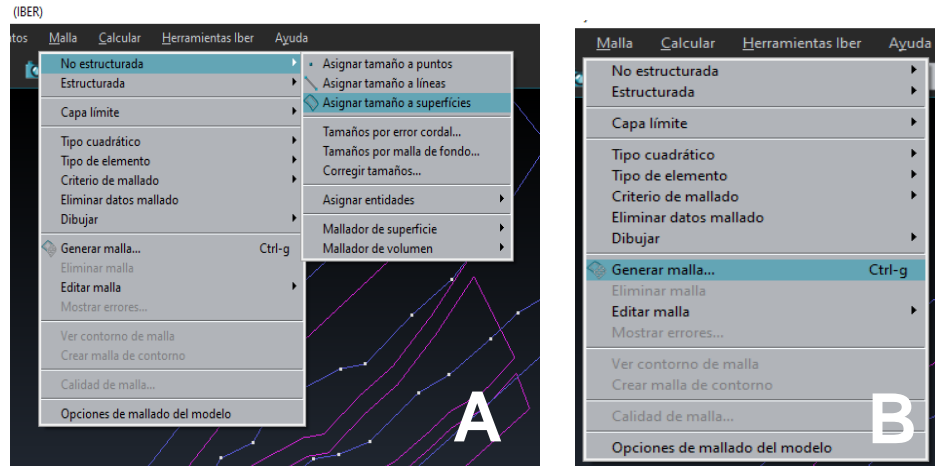 (IBER)
tos Malla Calcular Herramientas Iber Ayuda
No estructurada
Estructurada
Capa límite
Tipo cuadrático
Tipo de elemento
Criterio de mallado
Eliminar datos mallado
Dibujar
Generar malla... Ctrl-g
Eliminar malla
Editar malla
Mostrar errores...
Ver contorno de malla
Crear malla de contorno
Calidad de malla...
Opciones de mallado del modelo
Asignar tamaño a puntos
Asignar tamaño a líneas
Asignar tamaño a superfícies
Tamaños por error cordal...
Tamaños por malla de fondo...
Corregir tamaños...
Asignar entidades
Mallador de superficie
Mallador de volumen
A
Malla Calcular Herramientas Iber Ayuda
No estructurada
Estructurada
Capa límite
Tipo cuadrático
Tipo de elemento
Criterio de mallado
Eliminar datos mallado
Dibujar
Generar malla... Ctrl-g
Eliminar malla
Editar malla
Mostrar errores...
Ver contorno de malla
Crear malla de contorno
Calidad de malla...
Opciones de mallado del modelo
B